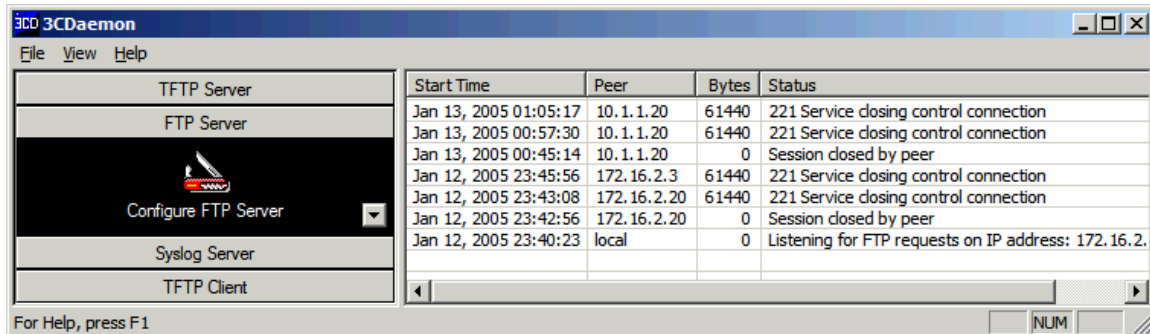 3CD 3CDaemon
File View Help
TFTP Server
FTP Server
Configure FTP Server
Syslog Server
TFTP Client
Start Time Peer Bytes Status
Jan 13, 2005 01:05:17 10.1.1.20 61440 221 Service closing control connection
Jan 13, 2005 00:57:30 10.1.1.20 61440 221 Service closing control connection
Jan 13, 2005 00:45:14 10.1.1.20 0 Session closed by peer
Jan 12, 2005 23:45:56 172.16.2.3 61440 221 Service closing control connection
Jan 12, 2005 23:43:08 172.16.2.20 61440 221 Service closing control connection
Jan 12, 2005 23:42:56 172.16.2.20 0 Session closed by peer
Jan 12, 2005 23:40:23 local 0 Listening for FTP requests on IP address: 172.16.2.
For Help, press F1
NUM